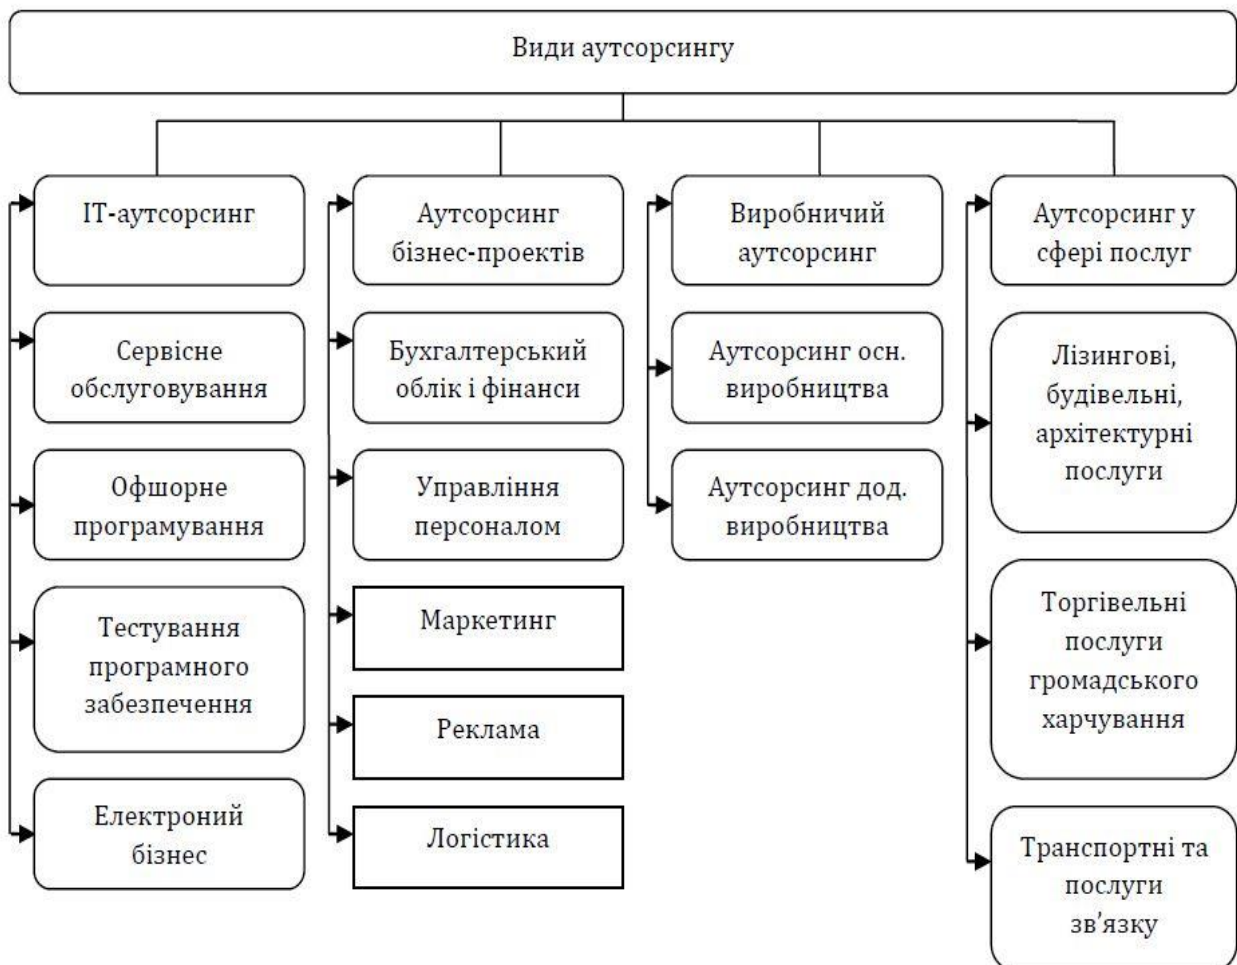 Види аутсорсингу
ІТ-аутсорсинг
Сервісне
обслуговування
Офшорне
програмування
Тестування
програмного
забезпечення
Електроний
бізнес
Аутсорсинг
бізнес-проектів
Бухгалтерський
облік і фінанси
Управління
персоналом
Маркетинг
Реклама
Логістика
Виробничий
аутсорсинг
Аутсорсинг осн.
виробництва
Аутсорсинг дод.
виробництва
Аутсорсинг у
сфері послуг
Лізингові,
будівельні,
архітектурні
послуги
Торгівельні
послуги
громадського
харчування
Транспортні та
послуги
зв’язку